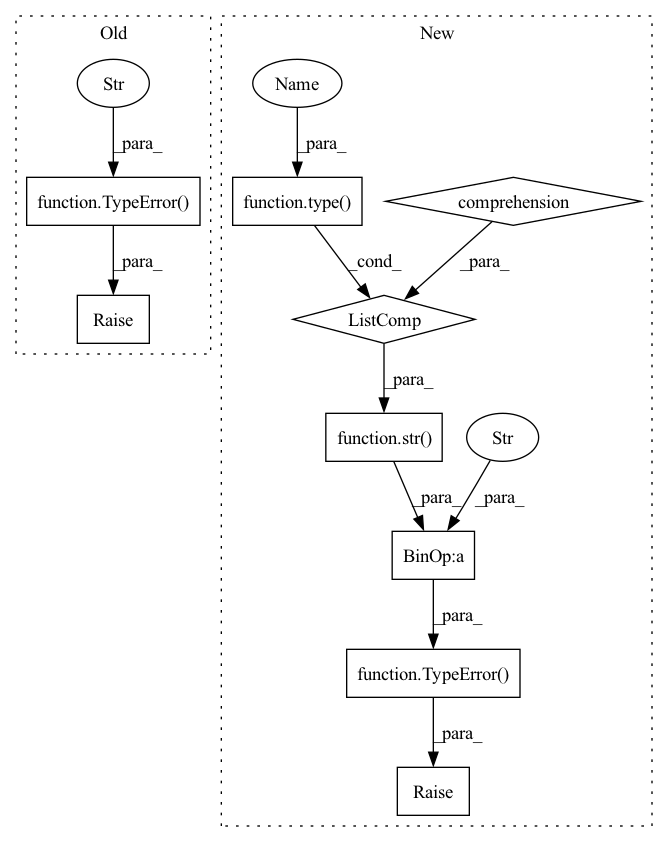 Old
New
Str
Name
_para_
_para_
function.TypeError()
function.type()
comprehension
_para_
_cond_
_para_
Raise
ListComp
_para_
function.str()
Str
_para_
_para_
BinOp:a
_para_
function.TypeError()
_para_
Raise